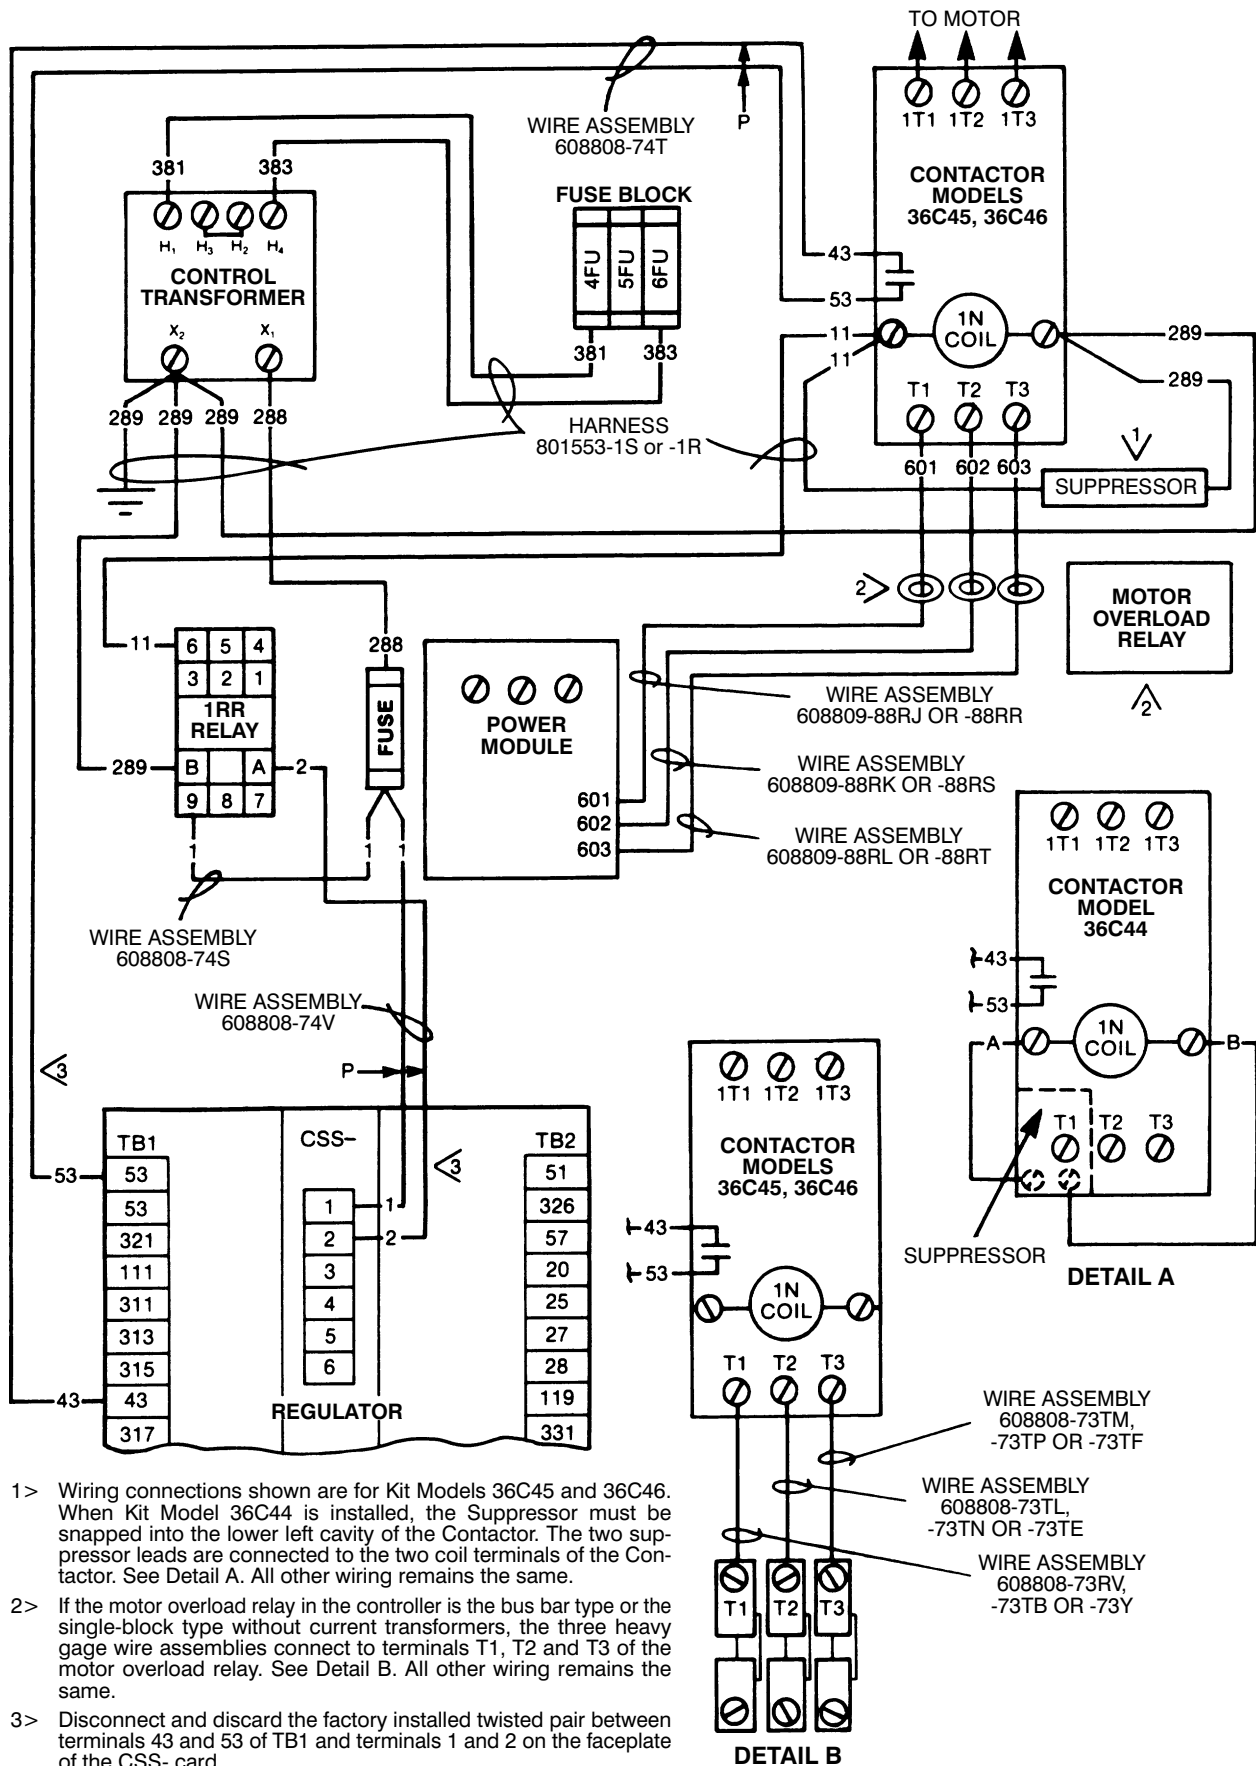 TO MOTOR
1T1 1T2 1T3
CONTACTOR
MODELS
36C45, 36C46
43
53
11
11
1N
COIL
289
289
T1 T2 T3
601 602 603
1
SUPPRESSOR
P
WIRE ASSEMBLY
608808-74T
381
383
H1 H3 H2 H4
CONTROL
TRANSFORMER
X2 X1
289 289 289 288
FUSE BLOCK
4FU 5FU 6FU
381 383
HARNESS
801553-1S or -1R
2>
MOTOR
OVERLOAD
RELAY
2
11
6 5 4
3 2 1
1RR
RELAY
289
B A
2
9 8 7
1
288
FUSE
1 1
POWER
MODULE
601
602
603
WIRE ASSEMBLY
608809-88RJ OR -88RR
WIRE ASSEMBLY
608809-88RK OR -88RS
WIRE ASSEMBLY
608809-88RL OR -88RT
WIRE ASSEMBLY
608808-74S
WIRE ASSEMBLY
608808-74V
P
3
TB1
53
53
321
111
311
313
315
43
317
53
43
CSS-
1
2
3
4
5
6
1
2
3
REGULATOR
TB2
51
326
57
20
25
27
28
119
331
1T1 1T2 1T3
CONTACTOR
MODEL
36C44
43
53
A
1N
COIL
B
T1 T2 T3
SUPPRESSOR
DETAIL A
1T1 1T2 1T3
CONTACTOR
MODELS
36C45, 36C46
43
53
1N
COIL
T1 T2 T3
WIRE ASSEMBLY
608808-73TM,
-73TP OR -73TF
WIRE ASSEMBLY
608808-73TL,
-73TN OR -73TE
WIRE ASSEMBLY
608808-73RV,
-73TB OR -73Y
T1 T2 T3
DETAIL B
1> Wiring connections shown are for Kit Models 36C45 and 36C46.
When Kit Model 36C44 is installed, the Suppressor must be
snapped into the lower left cavity of the Contactor. The two sup-
pressor leads are connected to the two coil terminals of the Con-
tactor. See Detail A. All other wiring remains the same.
2> If the motor overload relay in the controller is the bus bar type or the
single-block type without current transformers, the three heavy
gage wire assemblies connect to terminals T1, T2 and T3 of the
motor overload relay. See Detail B. All other wiring remains the
same.
3> Disconnect and discard the factory installed twisted pair between
terminals 43 and 53 of TB1 and terminals 1 and 2 on the faceplate
of the CSS- card.